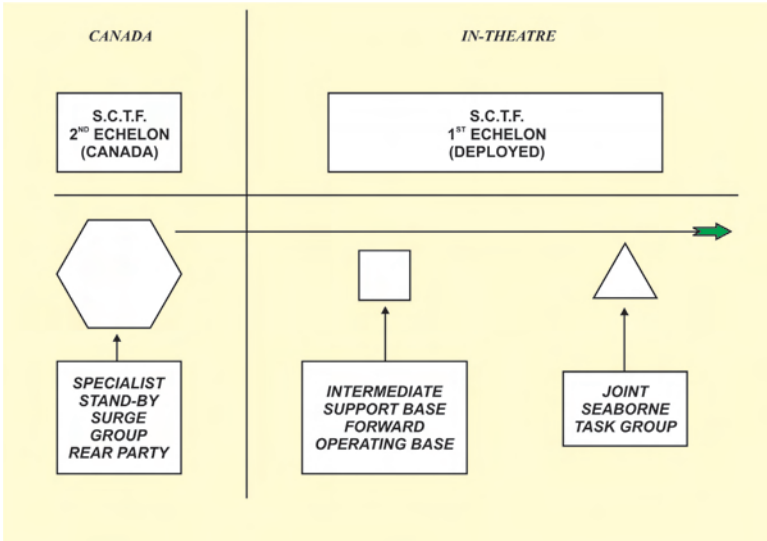 CANADA
IN-THEATRE
S.C.T.F.
2ND ECHELON
(CANADA)
S.C.T.F.
1ST ECHELON
(DEPLOYED)
SPECIALIST
STAND-BY
SURGE
GROUP
REAR PARTY
INTERMEDIATE
SUPPORT BASE
FORWARD
OPERATING BASE
JOINT
SEABORNE
TASK GROUP